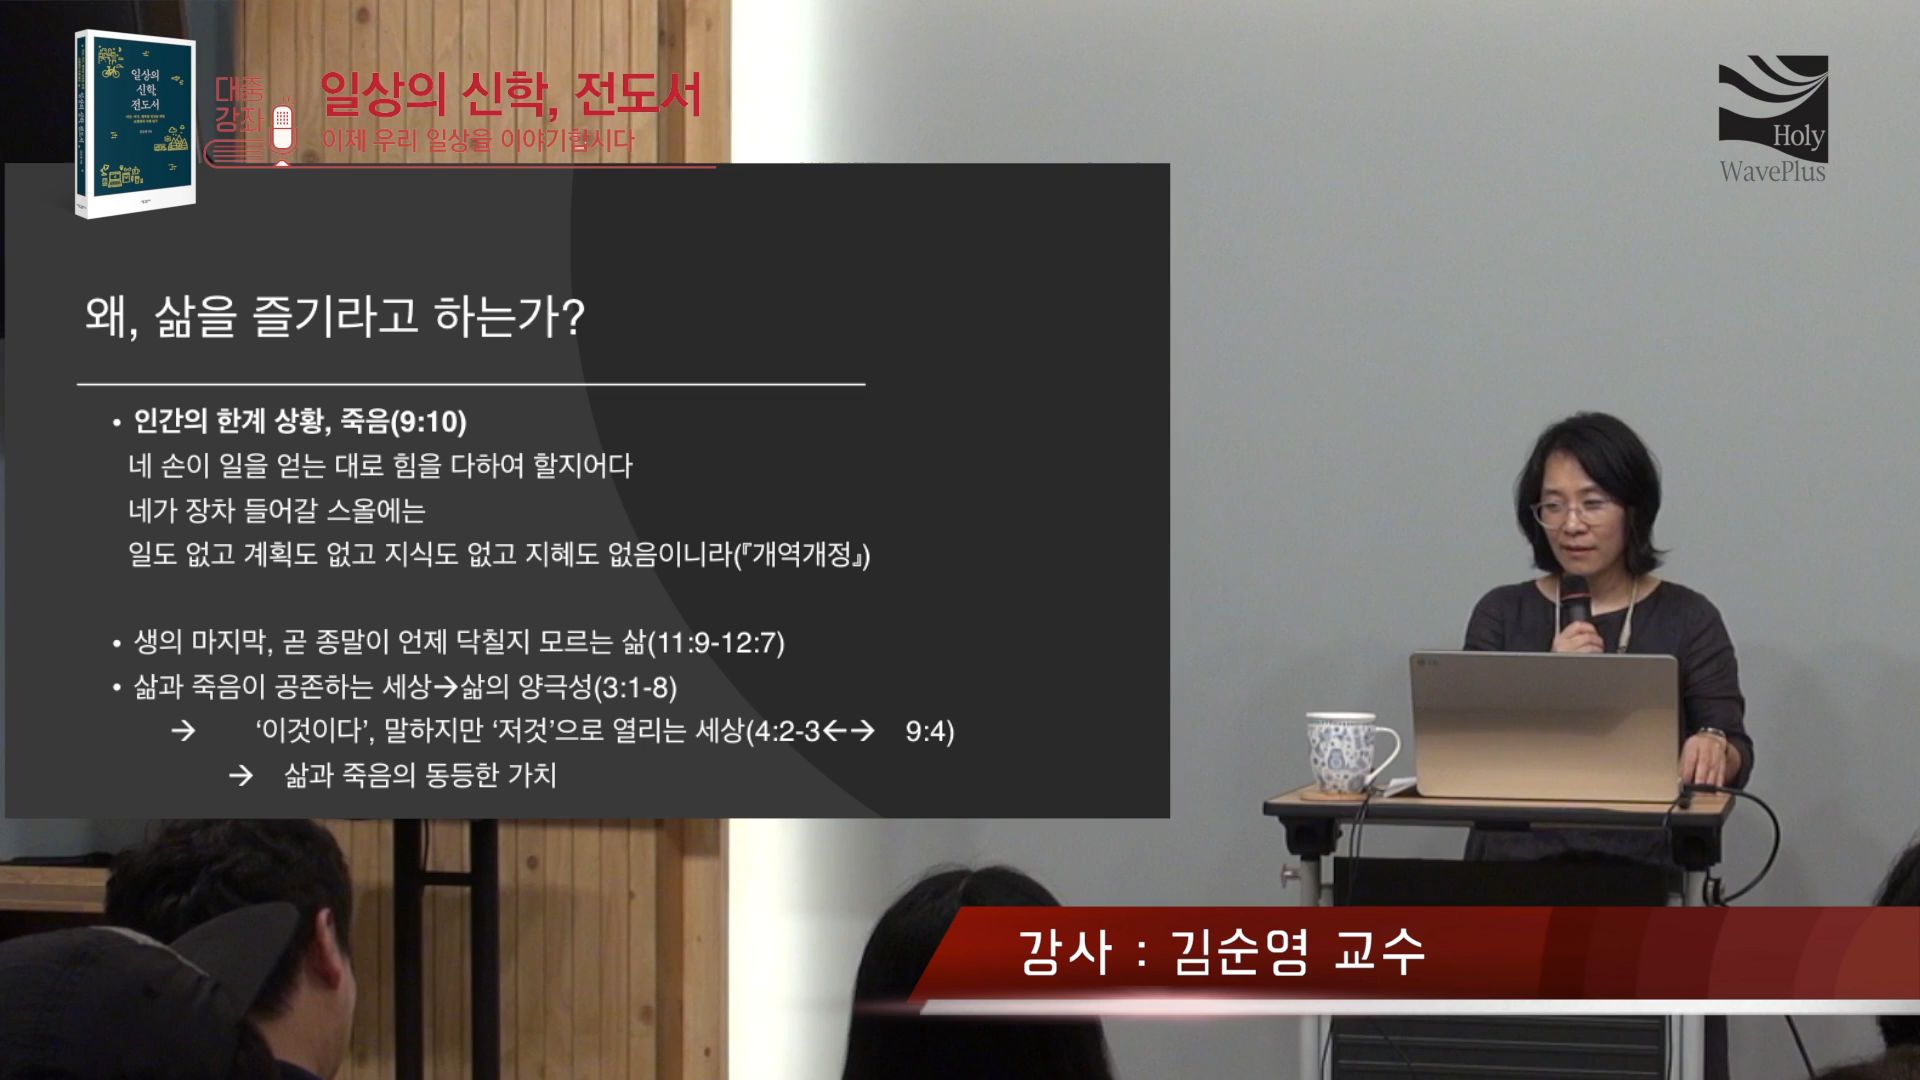 일상의
신학,
전도서
대중
강좌
일상의 신학, 전도서
이제 우리 일상을 이야기합시다
Holy
WavePlus
왜, 삶을 즐기라고 하는가?
• 인간의 한계 상황, 죽음(9:10)
네 손이 일을 얻는 대로 힘을 다하여 할지어다
네가 장차 들어갈 스올에는
일도 없고 계획도 없고 지식도 없고 지혜도 없음이니라(『개역개정』)
• 생의 마지막, 곧 종말이 언제 닥칠지 모르는 삶(11:9-12:7)
• 삶과 죽음이 공존하는 세상→삶의 양극성(3:1-8)
→ ‘이것이다’, 말하지만 ‘저것’으로 열리는 세상(4:2-3←→ 9:4)
→ 삶과 죽음의 동등한 가치
LG
강사 : 김순영 교수